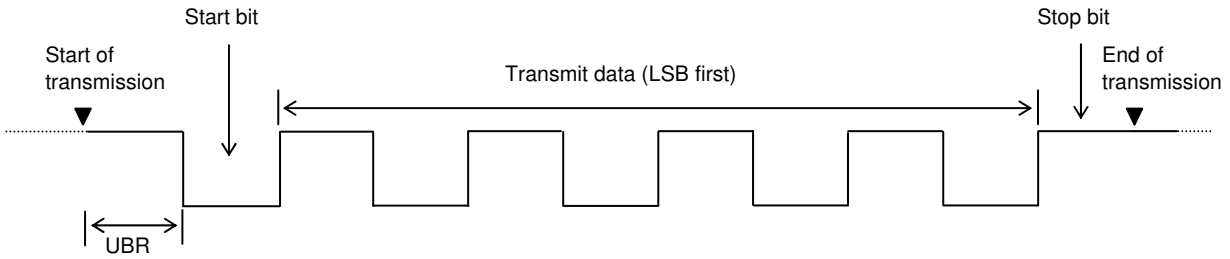 Start bit
Stop bit
Start of
transmission
Transmit data (LSB first)
End of
transmission
UBR